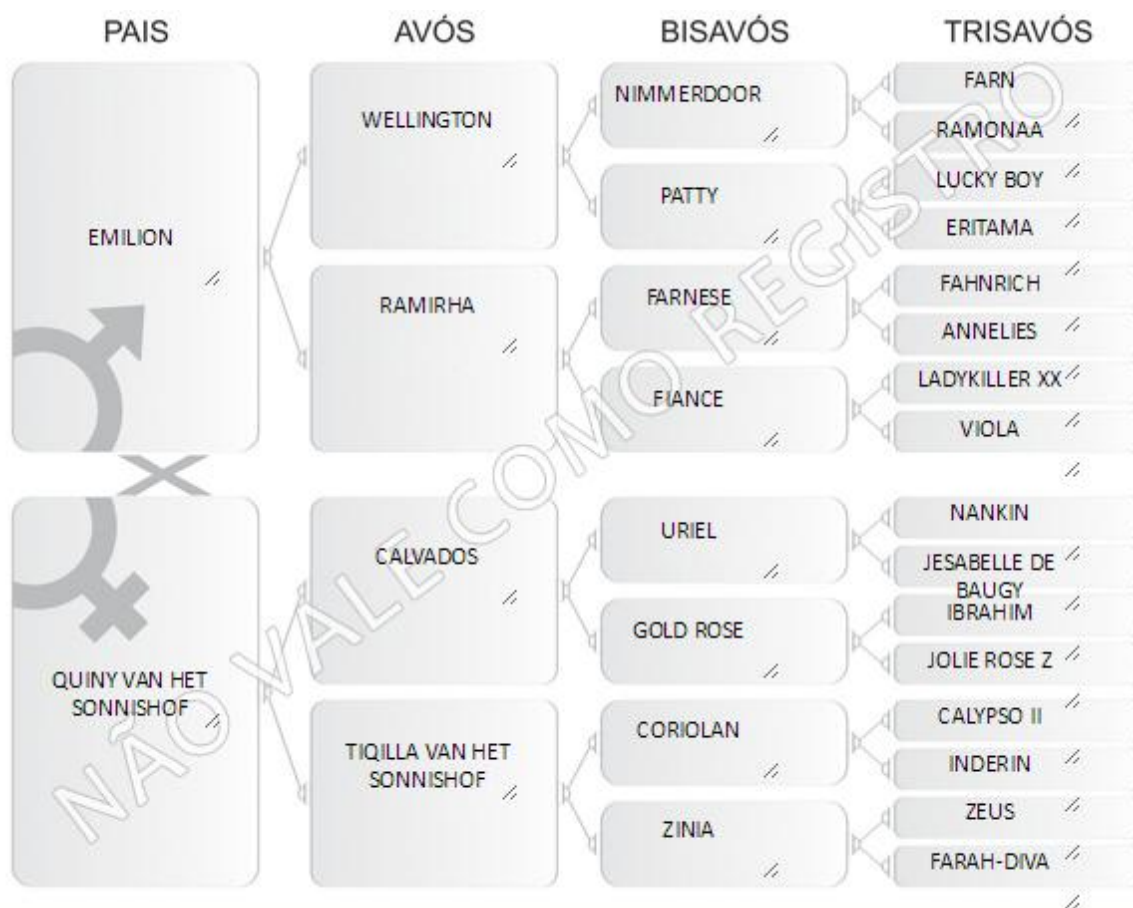 PAIS AVÓS BISAVÓS TRISAVÓS
EMILION
WELLINGTON
RAMIRHA
NIMMERDOOR
PATTY
FARNESE
FIANCE
FARN
RAMONAA
LUCKY BOY
ERITAMA
FAHNRICH
ANNELIES
LADYKILLER XX
VIOLA
QUINY VAN HET
SONNISHOF
CALVADOS
TIQILLA VAN HET
SONNISHOF
URIEL
GOLD ROSE
CORIOLAN
ZINIA
NANKIN
JESABELLE DE
BAUGY
IBRAHIM
JOLIE ROSE Z
CALYPSO II
INDERIN
ZEUS
FARAH-DIVA
NÃO VALE COMO REGISTRO